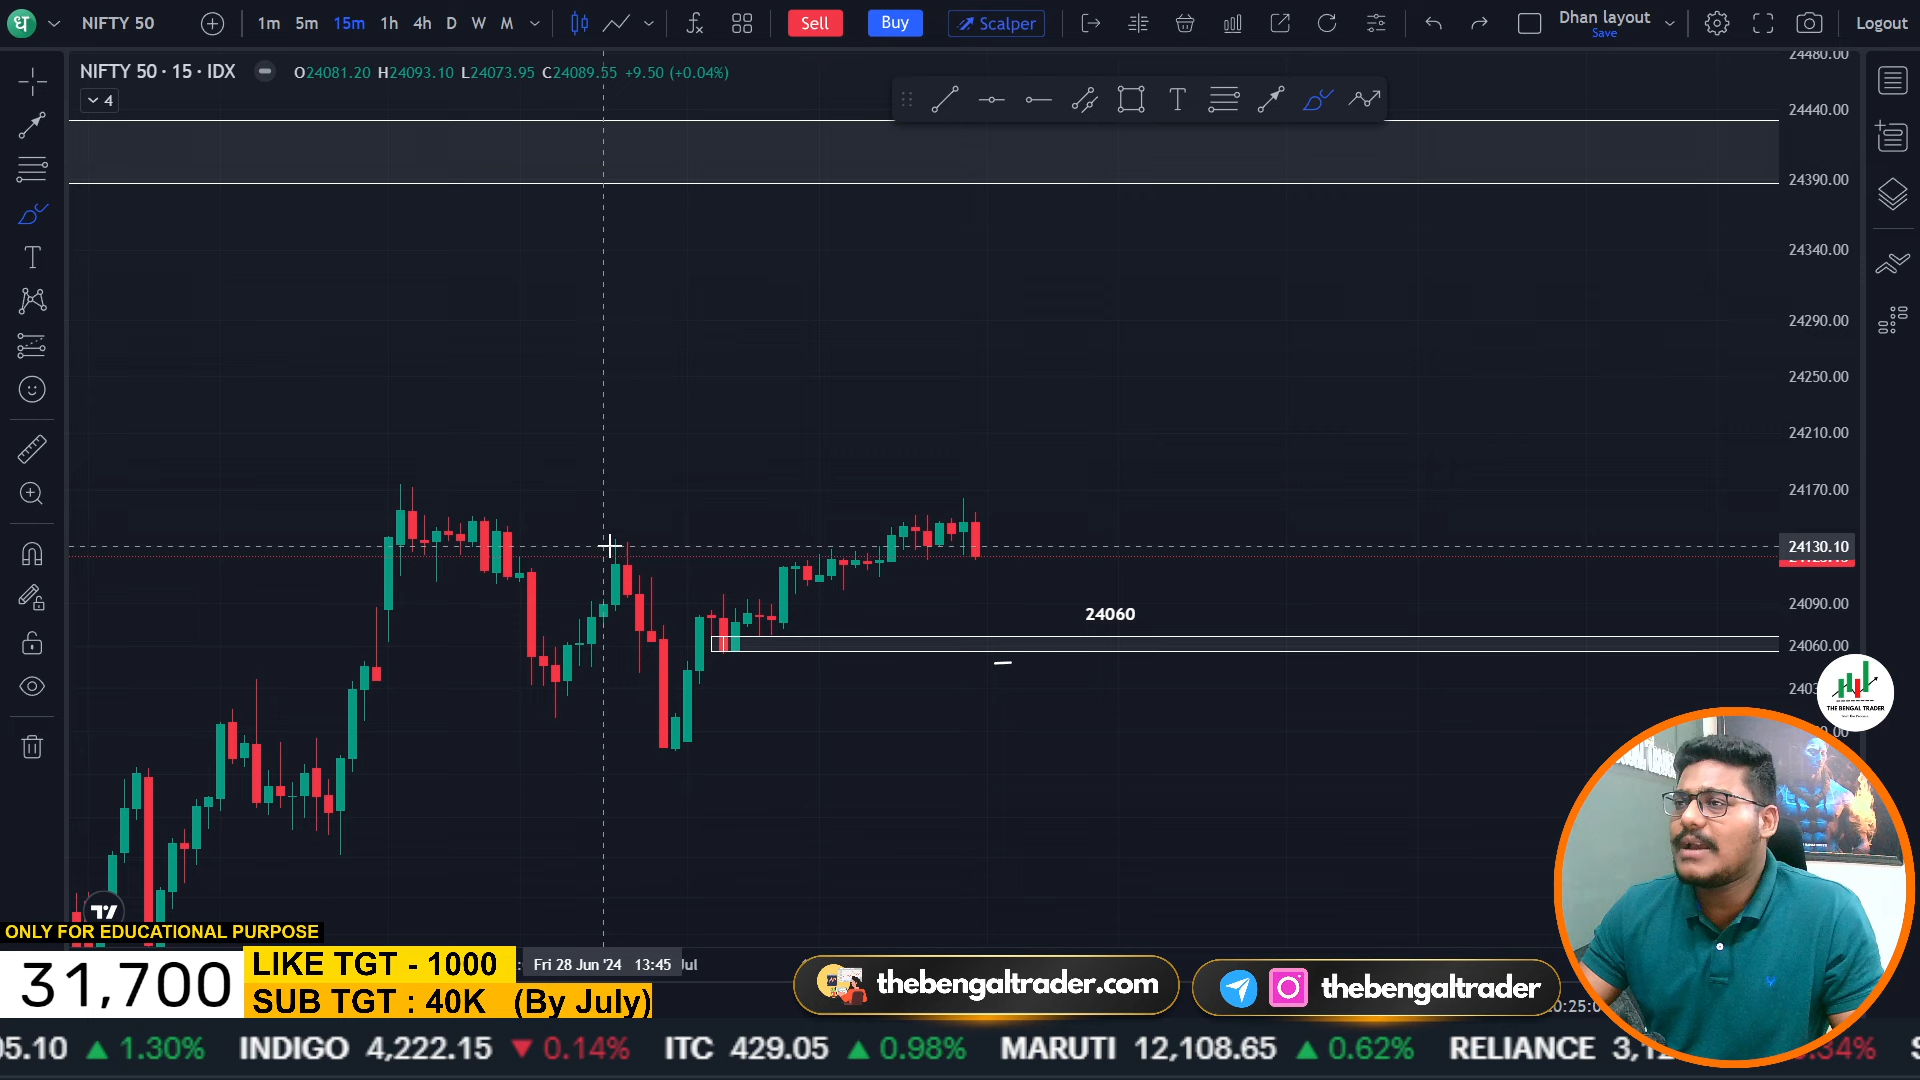 धा
NIFTY 50
1m 5m 15m 1h 4h D W M
Sell
Buy
Scalper
Dhan layout
Save
Logout
NIFTY 50 · 15 · IDX
O24081.20 H24093.10 L24073.95 C24089.55 +9.50 (+0.04%)
4
T
T
24480.00
24440.00
24390.00
24340.00
24290.00
24250.00
24210.00
24170.00
24130.10
24090.00
24060
24060.00
THE BENGAL TRADER
ONLY FOR EDUCATIONAL PURPOSE
31,700
LIKE TGT - 1000
SUB TGT : 40K (By July)
Fri 28 Jun '24 13:45
thebengaltrader.com
thebengaltrader
05.10 ▲ 1.30% INDIGO 4,222.15 ▼ 0.14% ITC 429.05 ▲ 0.98% MARUTI 12,108.65 ▲ 0.62% RELIANCE